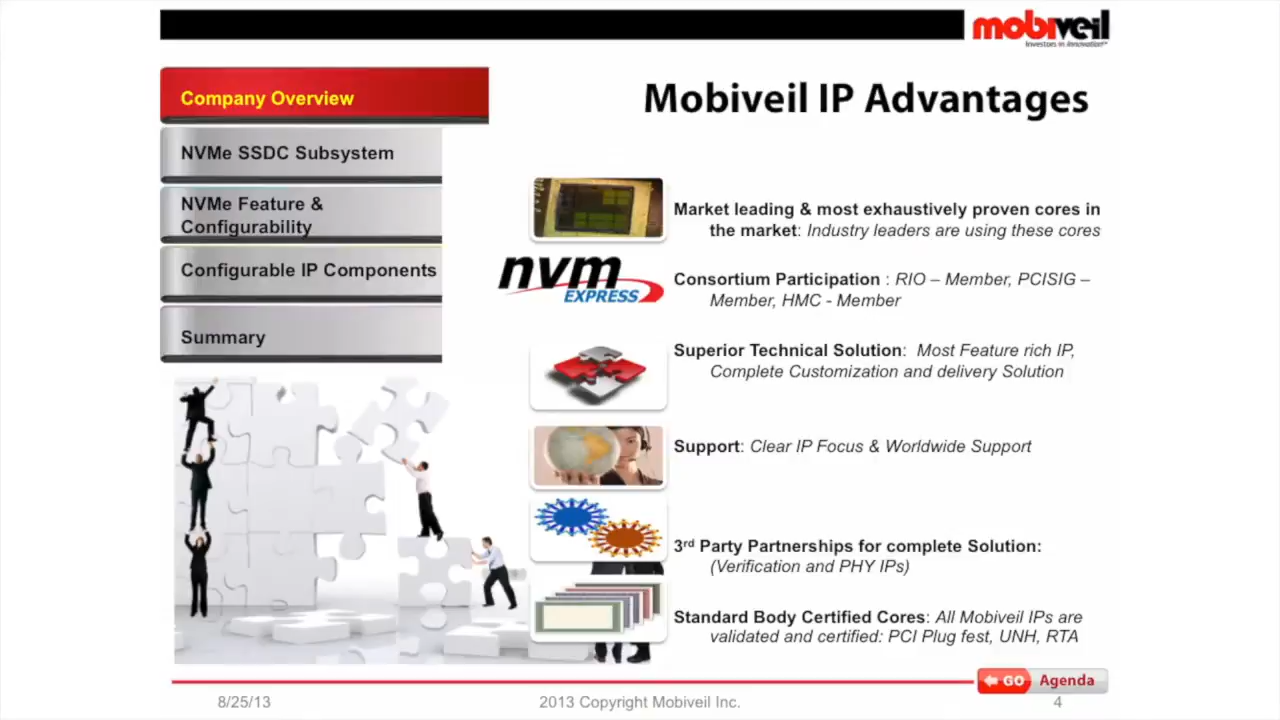 mobiveil
Investors in Innovation™
Company Overview
Mobiveil IP Advantages
NVMe SSDC Subsystem
NVMe Feature &
Configurability
Configurable IP Components
Summary
Market leading & most exhaustively proven cores in
the market: Industry leaders are using these cores
nvm
EXPRESS
Consortium Participation : RIO – Member, PCISIG –
Member, HMC - Member
Superior Technical Solution: Most Feature rich IP,
Complete Customization and delivery Solution
Support: Clear IP Focus & Worldwide Support
3rd Party Partnerships for complete Solution:
(Verification and PHY IPs)
Standard Body Certified Cores: All Mobiveil IPs are
validated and certified: PCI Plug fest, UNH, RTA
GO Agenda
8/25/13
2013 Copyright Mobiveil Inc.
4